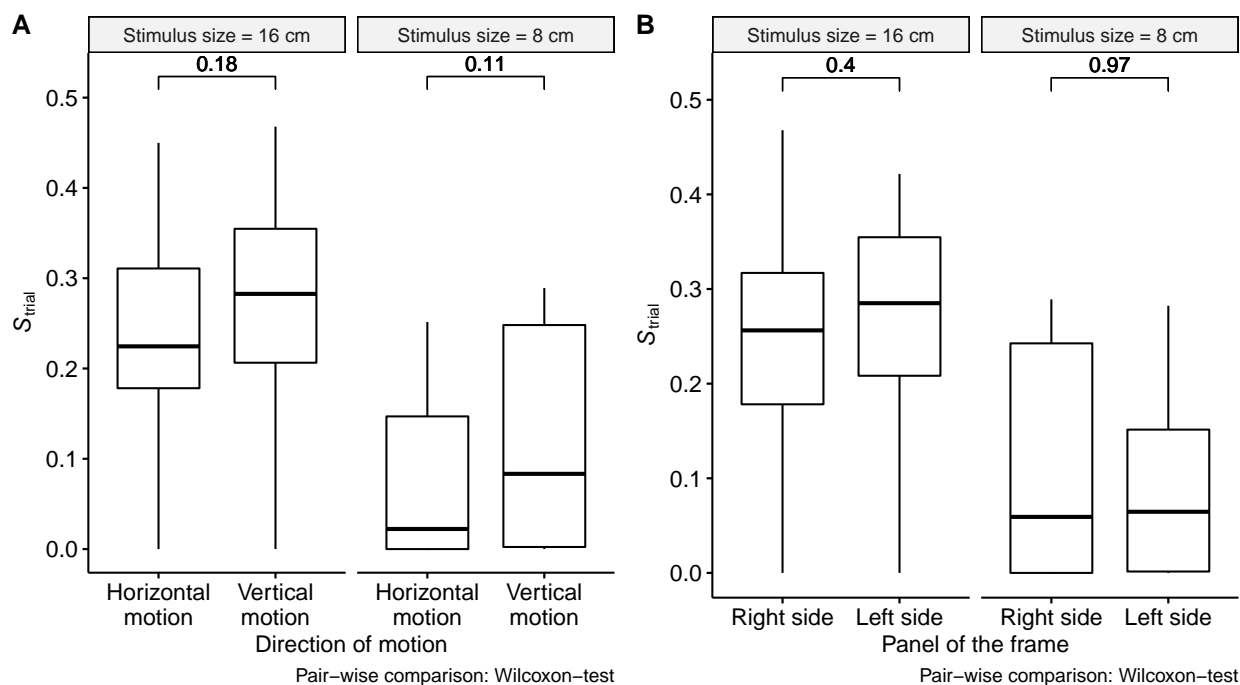 A
Stimulus size = 16 cm
Stimulus size = 8 cm
0.18
0.11
0.5
0.4
0.3
0.2
0.1
0.0
Strial
Horizontal
motion
Vertical
motion
Horizontal
motion
Vertical
motion
Direction of motion
Pair−wise comparison: Wilcoxon−test
B
Stimulus size = 16 cm
Stimulus size = 8 cm
0.4
0.97
0.5
0.4
0.3
0.2
0.1
0.0
Strial
Right side
Left side
Right side
Left side
Panel of the frame
Pair−wise comparison: Wilcoxon−test